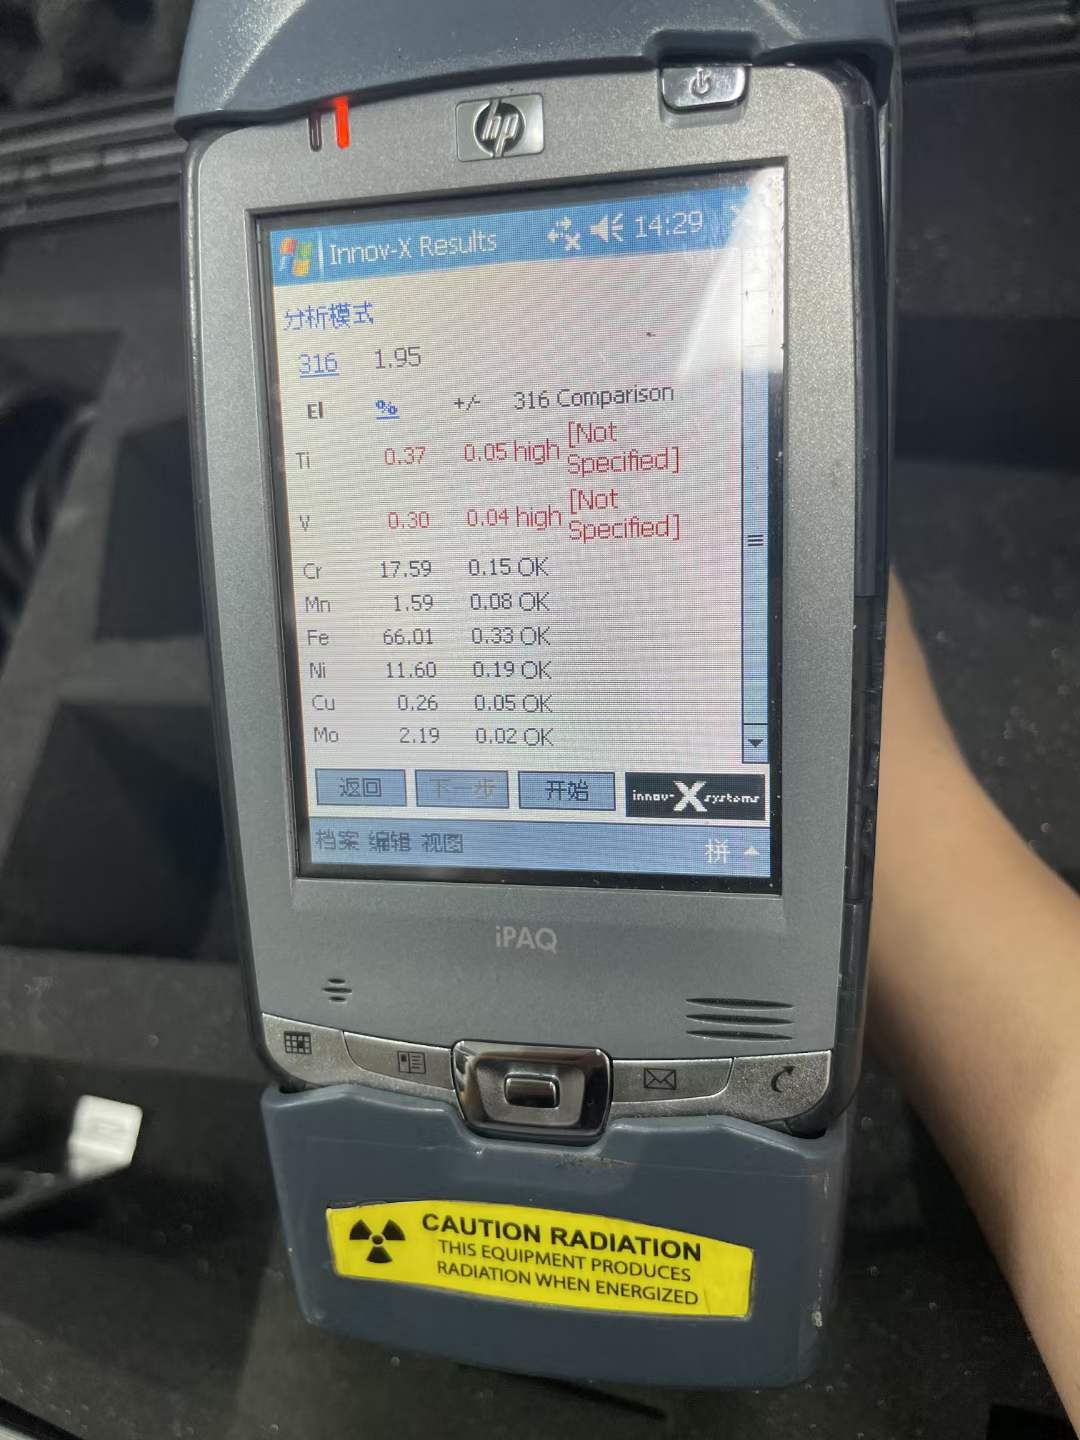 hp
Innov-X Results 14:29
分析模式
316 1.95
El % +/- 316 Comparison
Ti 0.37 0.05 high [Not Specified]
V 0.30 0.04 high [Not Specified]
Cr 17.59 0.15 OK
Mn 1.59 0.08 OK
Fe 66.01 0.33 OK
Ni 11.60 0.19 OK
Cu 0.26 0.05 OK
Mo 2.19 0.02 OK
返回 下一步 开始 innov-X systems
档案 编辑 视图 拼
iPAQ
CAUTION RADIATION
THIS EQUIPMENT PRODUCES
RADIATION WHEN ENERGIZED